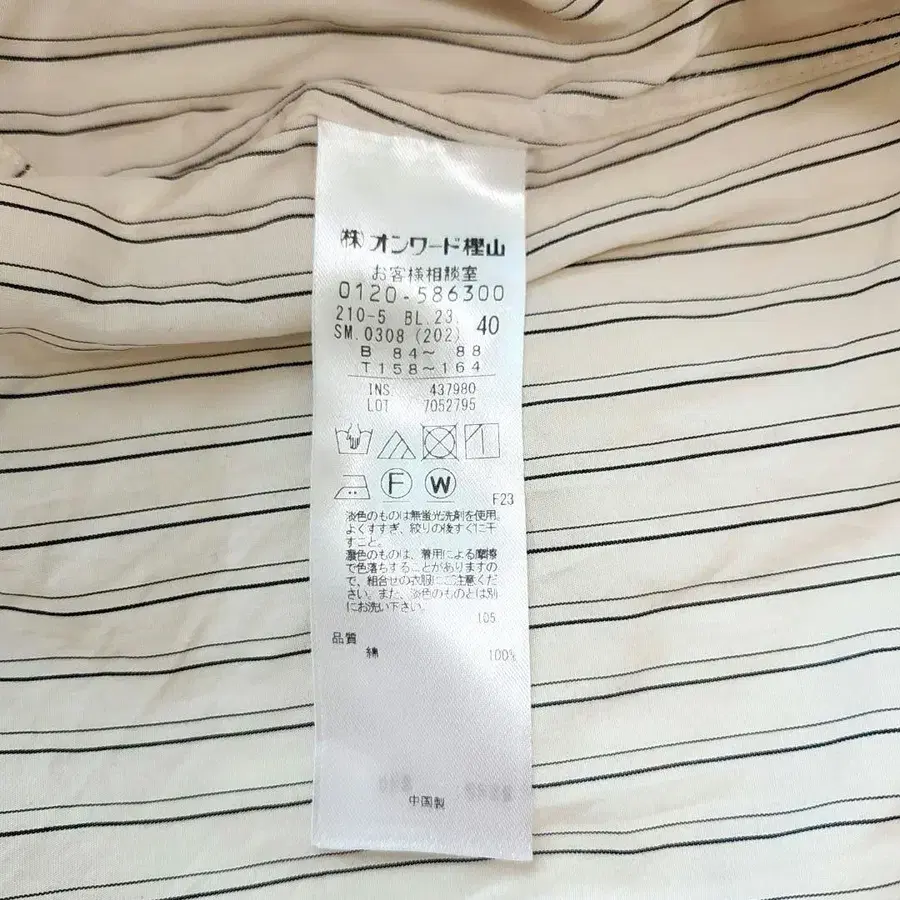 ㈱オンワード樫山
お客様相談室
0120-586300
210-5 BL.23 40
SM.0308 (202)
B 84～ 88
T158～164
INS. 437980
LOT 7052795
F W
F23
淡色のものは無蛍光洗剤を使用
よくすすぎ、絞りの後すぐに干
すこと。
濃色のものは、着用による摩擦
で色落ちすることがありますの
で、組合せの衣服にご注意くだ
さい。また、淡色のものとは別
にお洗い下さい。
105
品質
綿 100%
中国製